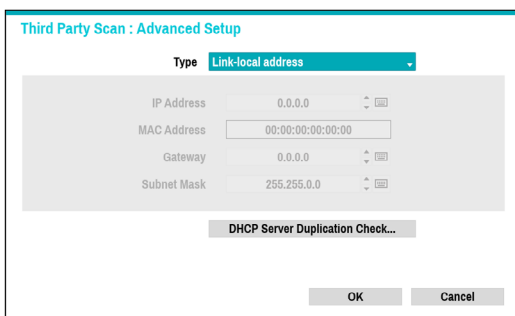 Third Party Scan : Advanced Setup
Type Link-local address
IP Address 0.0.0.0
MAC Address 00:00:00:00:00:00
Gateway 0.0.0.0
Subnet Mask 255.255.0.0
DHCP Server Duplication Check...
OK Cancel